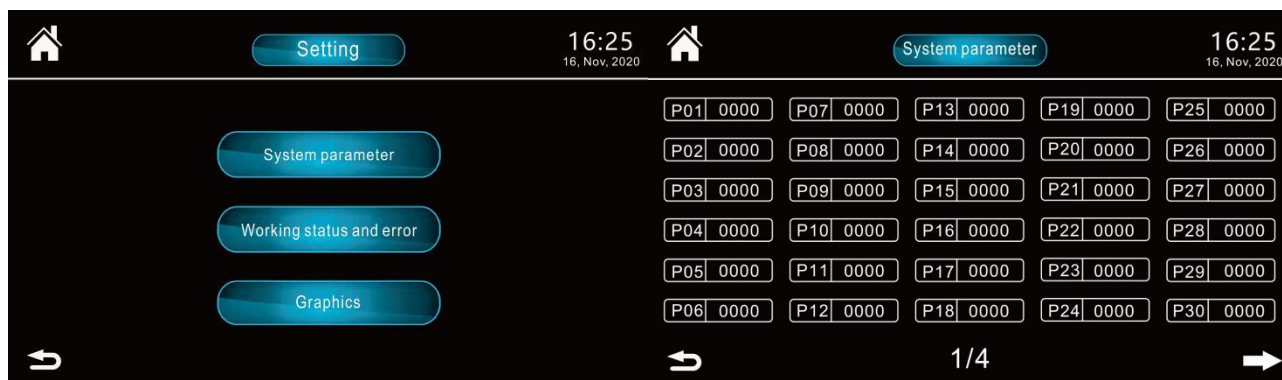 Setting
16:25
16, Nov, 2020
System parameter
Working status and error
Graphics
System parameter
16:25
16, Nov, 2020
P01 0000 P07 0000 P13 0000 P19 0000 P25 0000
P02 0000 P08 0000 P14 0000 P20 0000 P26 0000
P03 0000 P09 0000 P15 0000 P21 0000 P27 0000
P04 0000 P10 0000 P16 0000 P22 0000 P28 0000
P05 0000 P11 0000 P17 0000 P23 0000 P29 0000
P06 0000 P12 0000 P18 0000 P24 0000 P30 0000
1/4